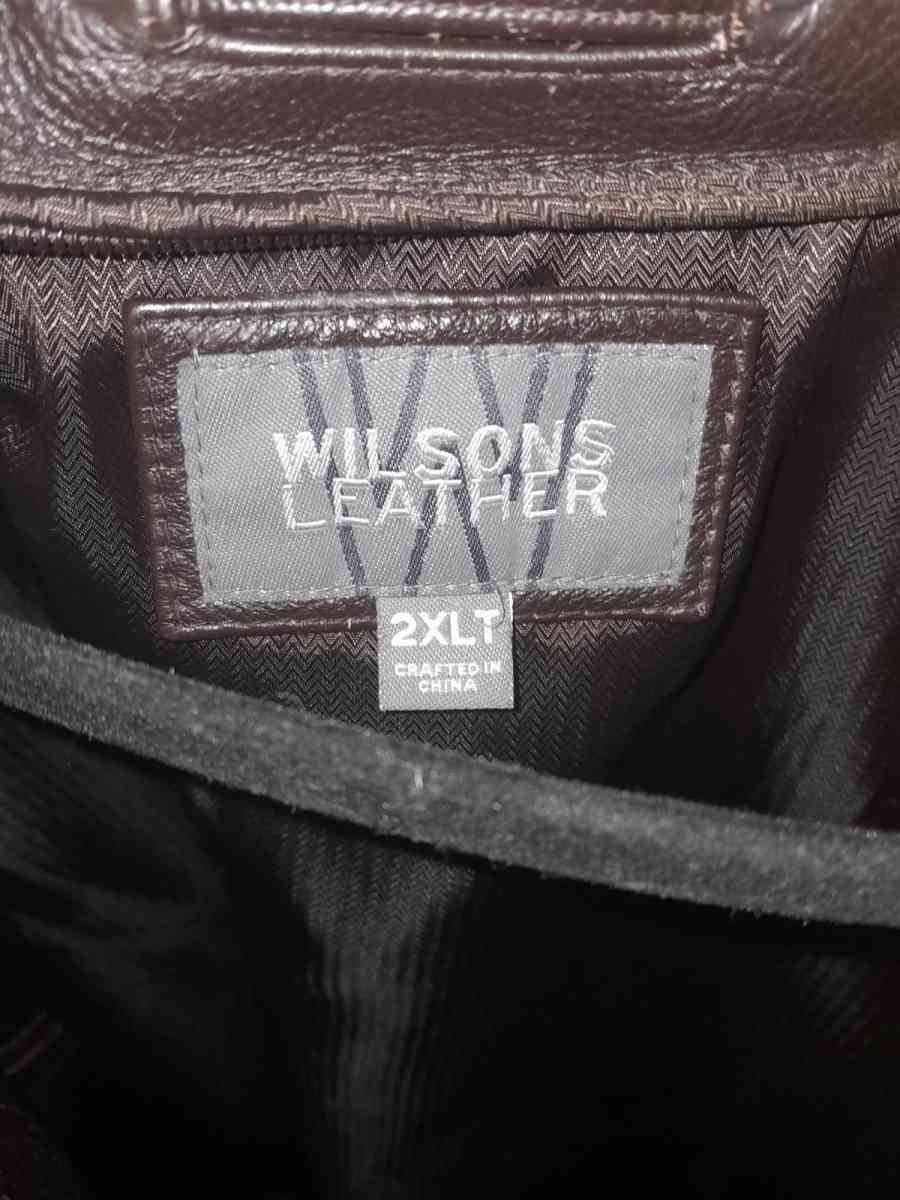 WILSONS
LEATHER
2XLT
CRAFTED IN
CHINA